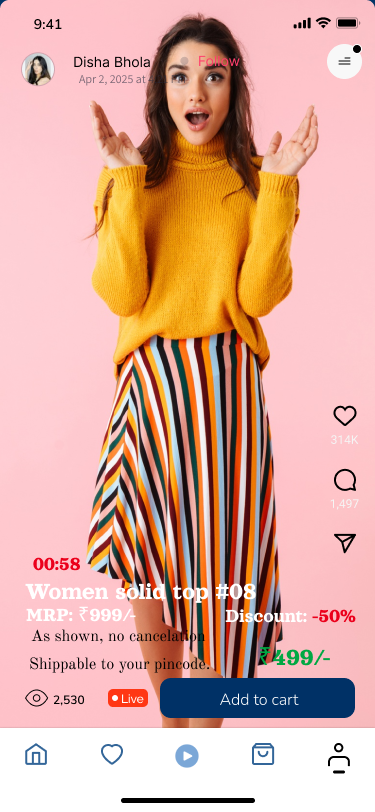 9:41
Disha Bhola
Follow
Apr 2, 2025 at
314K
1,497
00:58
Women solid top #08
MRP: ₹999/-
Discount: -50%
As shown, no cancelation
Shippable to your pincode.
₹499/-
2,530
Live
Add to cart